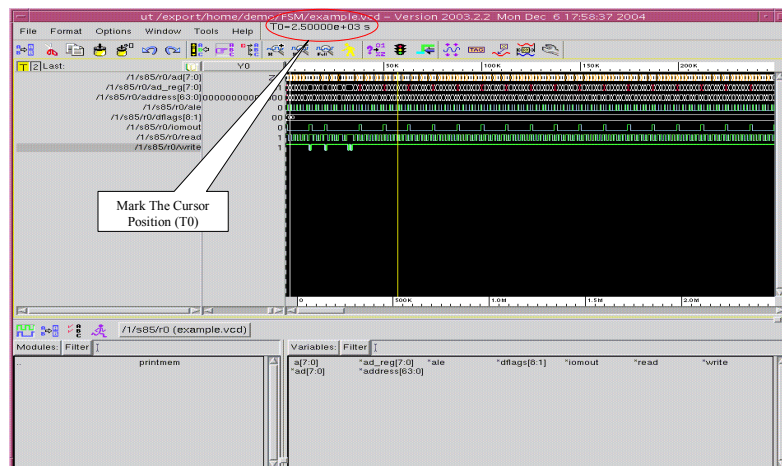 ut /export/home/demo/FSM/example.vcd – Version 2003.2.2 Mon Dec 6 17:58:37 2004
File Format Options Window Tools Help T0=2.50000e+03 s
T 2 Last: Y0
50K 100K 150K 200K
/1/s85/r0/ad[7:0]
/1/s85/r0/ad_reg[7:0]
/1/s85/r0/address[63:0]
/1/s85/r0/ale 0
/1/s85/r0/dflags[8:1] 00
/1/s85/r0/iomout 0
/1/s85/r0/read 1
/1/s85/r0/write 1
Mark The Cursor
Position (T0)
0 500K 1.0M 1.5M 2.0M
/1/s85/r0 (example.vcd)
Modules: Filter Variables: Filter
.. printmem
a[7:0] *ad_reg[7:0] *ale *dflags[8:1] *iomout *read *write
*ad[7:0] *address[63:0]